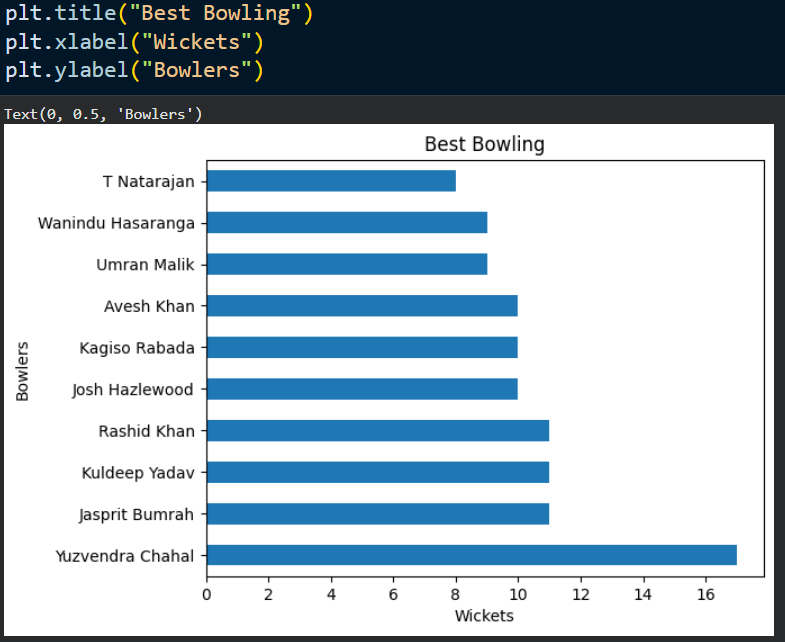 plt.title("Best Bowling")
plt.xlabel("Wickets")
plt.ylabel("Bowlers")
Text(0, 0.5, 'Bowlers')
Best Bowling
T Natarajan
Wanindu Hasaranga
Umran Malik
Avesh Khan
Kagiso Rabada
Josh Hazlewood
Rashid Khan
Kuldeep Yadav
Jasprit Bumrah
Yuzvendra Chahal
Bowlers
0 2 4 6 8 10 12 14 16
Wickets